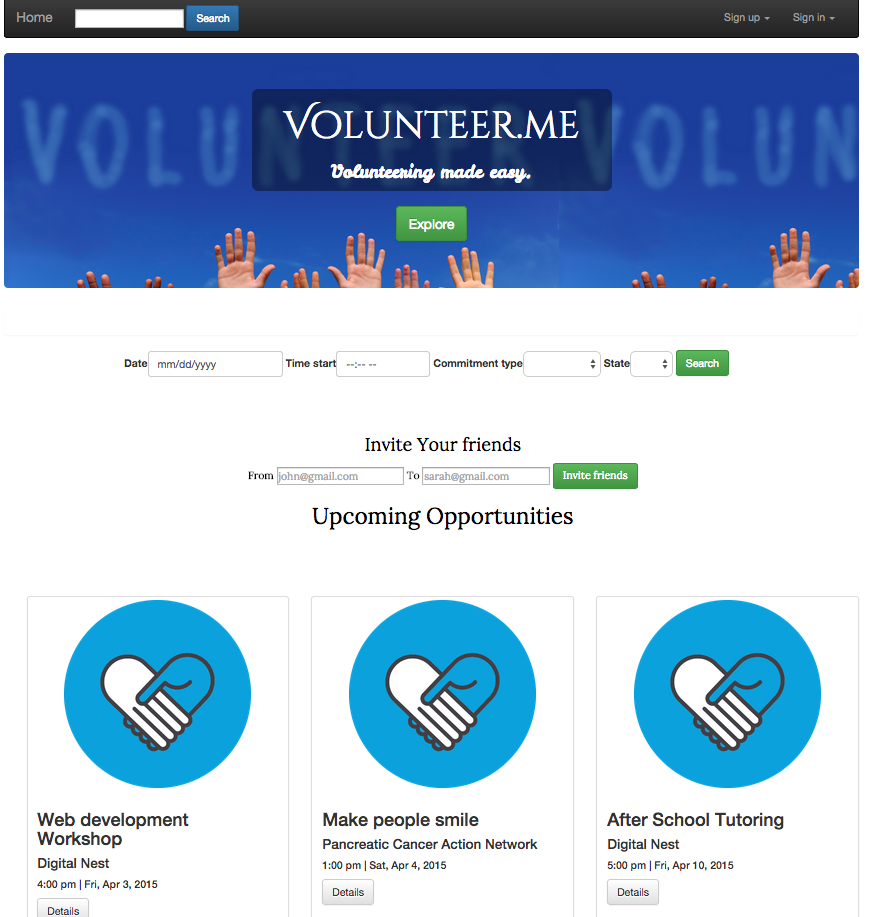 Home Search Sign up Sign in
VOLUNTEER VOLUN
VOLUNTEER.ME
Volunteering made easy.
Explore
Date mm/dd/yyyy Time start --:-- -- Commitment type State Search
Invite Your friends
From john@gmail.com To sarah@gmail.com Invite friends
Upcoming Opportunities
Web development
Workshop
Digital Nest
4:00 pm | Fri, Apr 3, 2015
Details
Make people smile
Pancreatic Cancer Action Network
1:00 pm | Sat, Apr 4, 2015
Details
After School Tutoring
Digital Nest
5:00 pm | Fri, Apr 10, 2015
Details